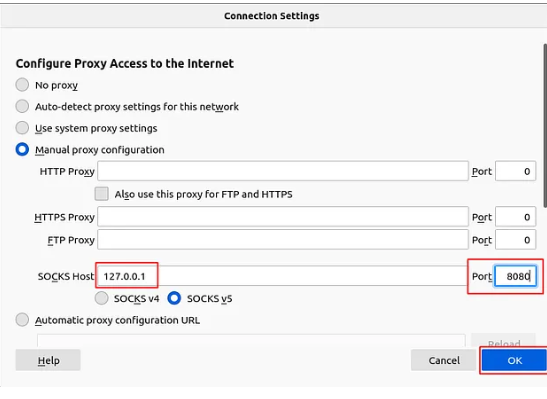 Connection Settings
Configure Proxy Access to the Internet
No proxy
Auto-detect proxy settings for this network
Use system proxy settings
Manual proxy configuration
HTTP Proxy Port 0
Also use this proxy for FTP and HTTPS
HTTPS Proxy Port 0
FTP Proxy Port 0
SOCKS Host 127.0.0.1 Port 8080
SOCKS v4 SOCKS v5
Automatic proxy configuration URL
Reload
Help Cancel OK